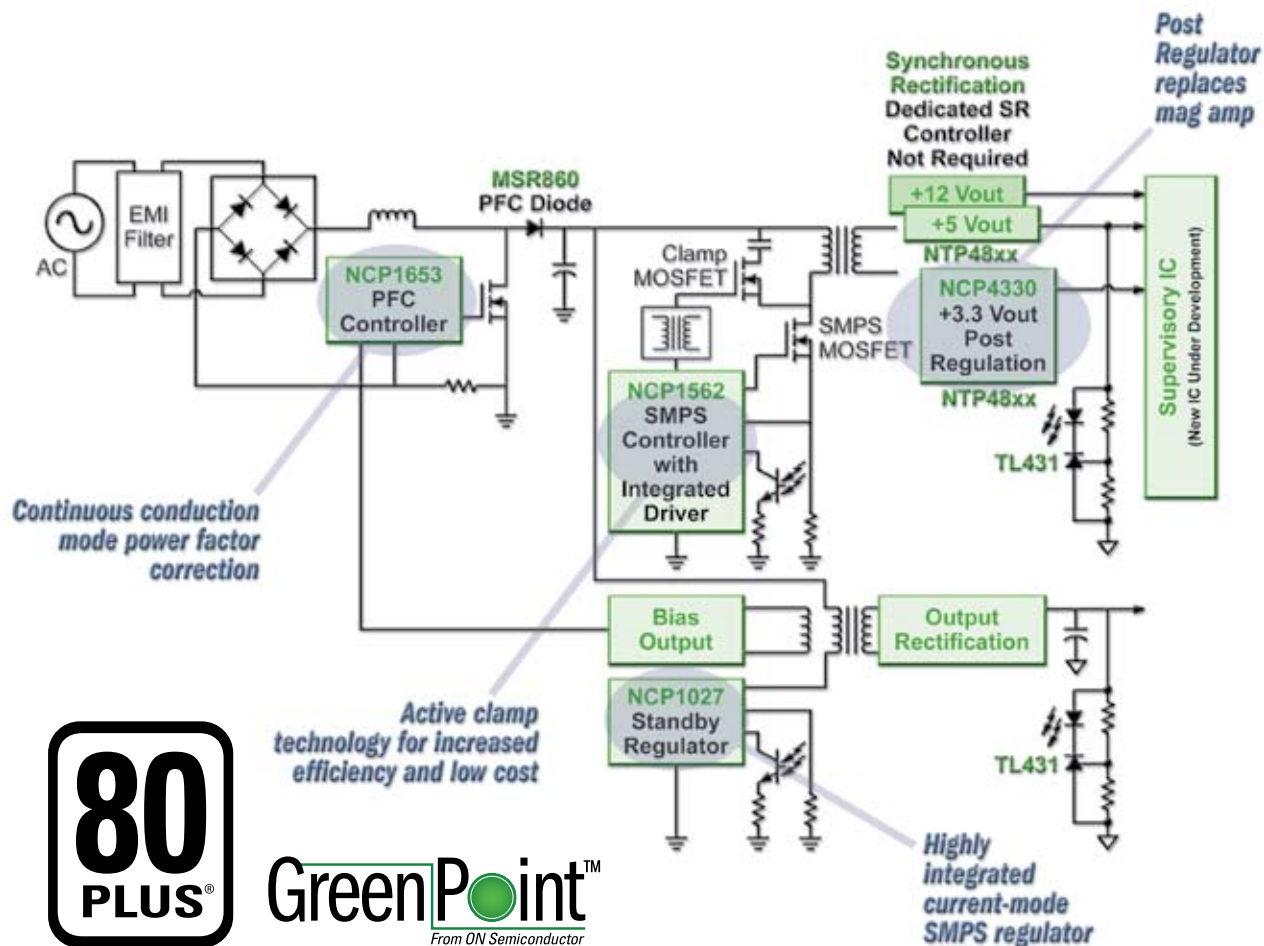 Post
Regulator
replaces
mag amp
Synchronous
Rectification
Dedicated SR
Controller
Not Required
+12 Vout
+5 Vout
NTP48xx
NCP4330
+3.3 Vout
Post
Regulation
NTP48xx
Supervisory IC
(New IC Under Development)
TL431
AC
EMI
Filter
MSR860
PFC Diode
NCP1653
PFC
Controller
Clamp
MOSFET
SMPS
MOSFET
NCP1562
SMPS
Controller
with
Integrated
Driver
Continuous conduction
mode power factor
correction
Bias
Output
Output
Rectification
NCP1027
Standby
Regulator
TL431
Active clamp
technology for increased
efficiency and low cost
Highly
integrated
current-mode
SMPS regulator
80
PLUS®
GreenPoint™
From ON Semiconductor